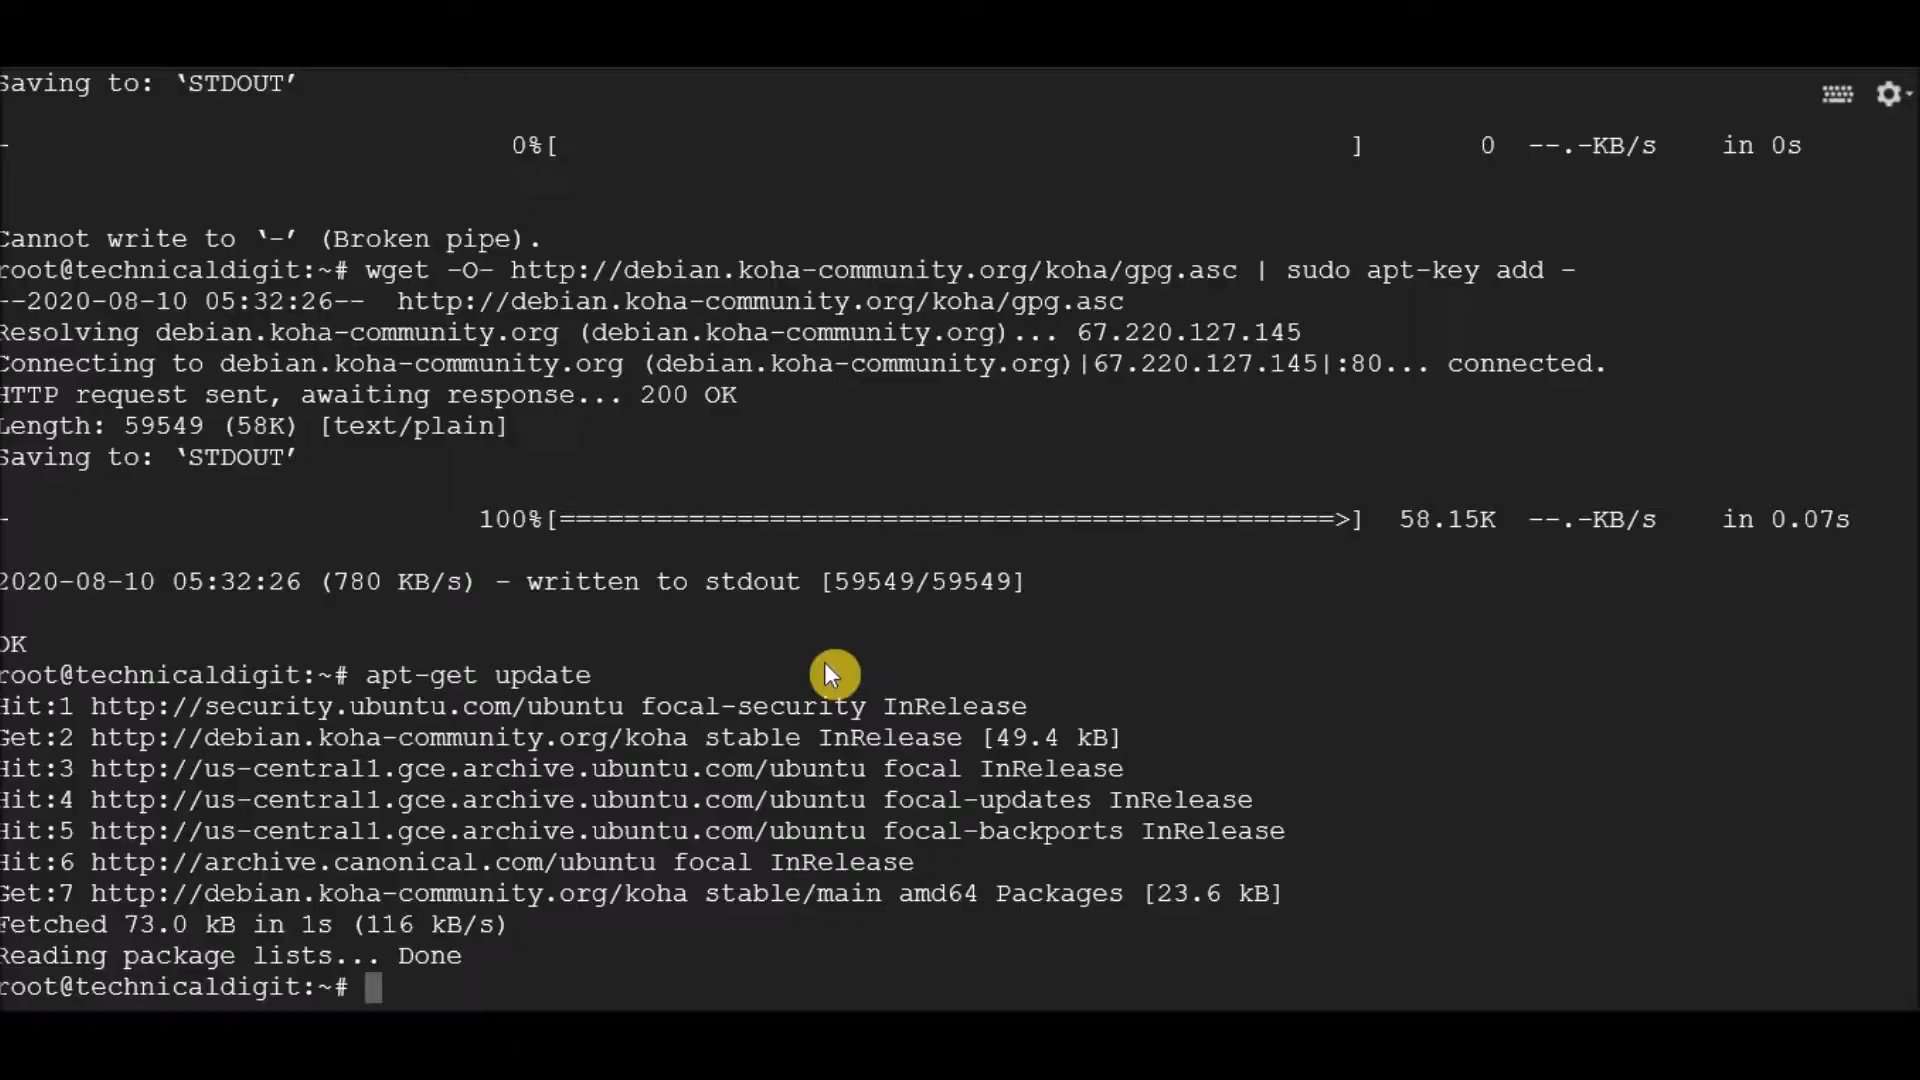 Saving to: ‘STDOUT’
-                               0%[                                                  ]       0  --.-KB/s    in 0s
Cannot write to ‘-’ (Broken pipe).
root@technicaldigit:~# wget -O- http://debian.koha-community.org/koha/gpg.asc | sudo apt-key add -
--2020-08-10 05:32:26--  http://debian.koha-community.org/koha/gpg.asc
Resolving debian.koha-community.org (debian.koha-community.org)... 67.220.127.145
Connecting to debian.koha-community.org (debian.koha-community.org)|67.220.127.145|:80... connected.
HTTP request sent, awaiting response... 200 OK
Length: 59549 (58K) [text/plain]
Saving to: ‘STDOUT’
-                             100%[================================================>]  58.15K  --.-KB/s    in 0.07s
2020-08-10 05:32:26 (780 KB/s) - written to stdout [59549/59549]
OK
root@technicaldigit:~# apt-get update
Hit:1 http://security.ubuntu.com/ubuntu focal-security InRelease
Get:2 http://debian.koha-community.org/koha stable InRelease [49.4 kB]
Hit:3 http://us-central1.gce.archive.ubuntu.com/ubuntu focal InRelease
Hit:4 http://us-central1.gce.archive.ubuntu.com/ubuntu focal-updates InRelease
Hit:5 http://us-central1.gce.archive.ubuntu.com/ubuntu focal-backports InRelease
Hit:6 http://archive.canonical.com/ubuntu focal InRelease
Get:7 http://debian.koha-community.org/koha stable/main amd64 Packages [23.6 kB]
Fetched 73.0 kB in 1s (116 kB/s)
Reading package lists... Done
root@technicaldigit:~#